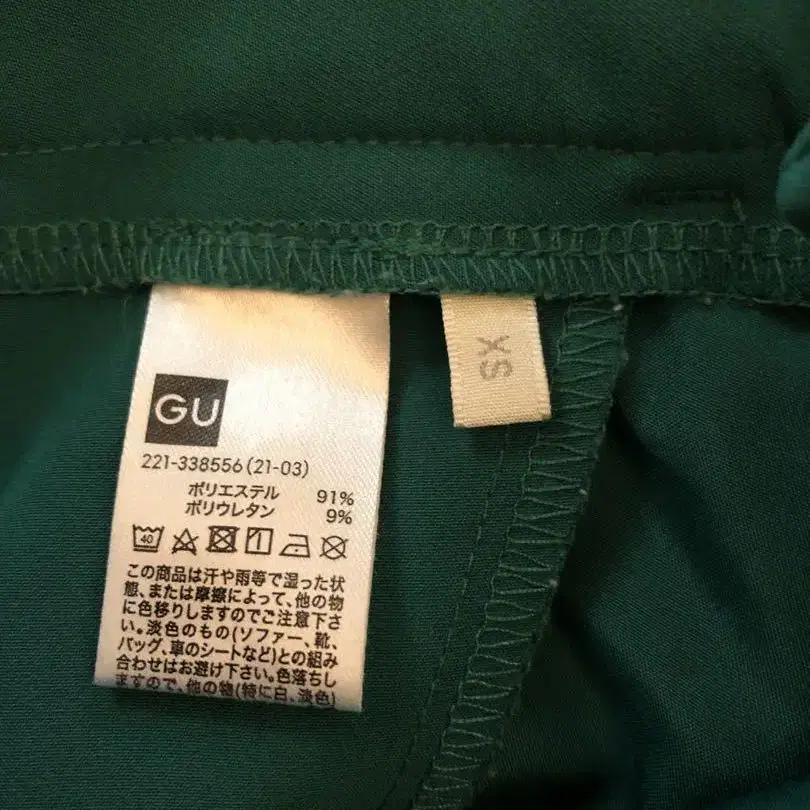 GU
221-338556(21-03)
ポリエステル 91%
ポリウレタン 9%
40
この商品は汗や雨等で湿った状
態、または摩擦によって、他の物
に色移りしますのでご注意下さ
い。淡色のもの(ソファー、靴、
バッグ、車のシートなど)との組み
合わせはお避け下さい。色落ちし
ますので、他の物(特に白、淡色)
XS